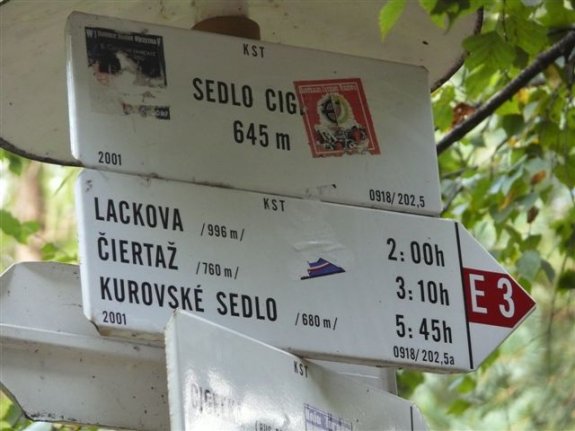 KST
SEDLO CIG
645 m
2001
0918/202,5
KST
LACKOVA /996 m/ 2:00h
ČIERTAŽ /760 m/ 3:10h
KUROVSKÉ SEDLO /680 m/ 5:45h
E 3
2001
0918/202,5a
KST